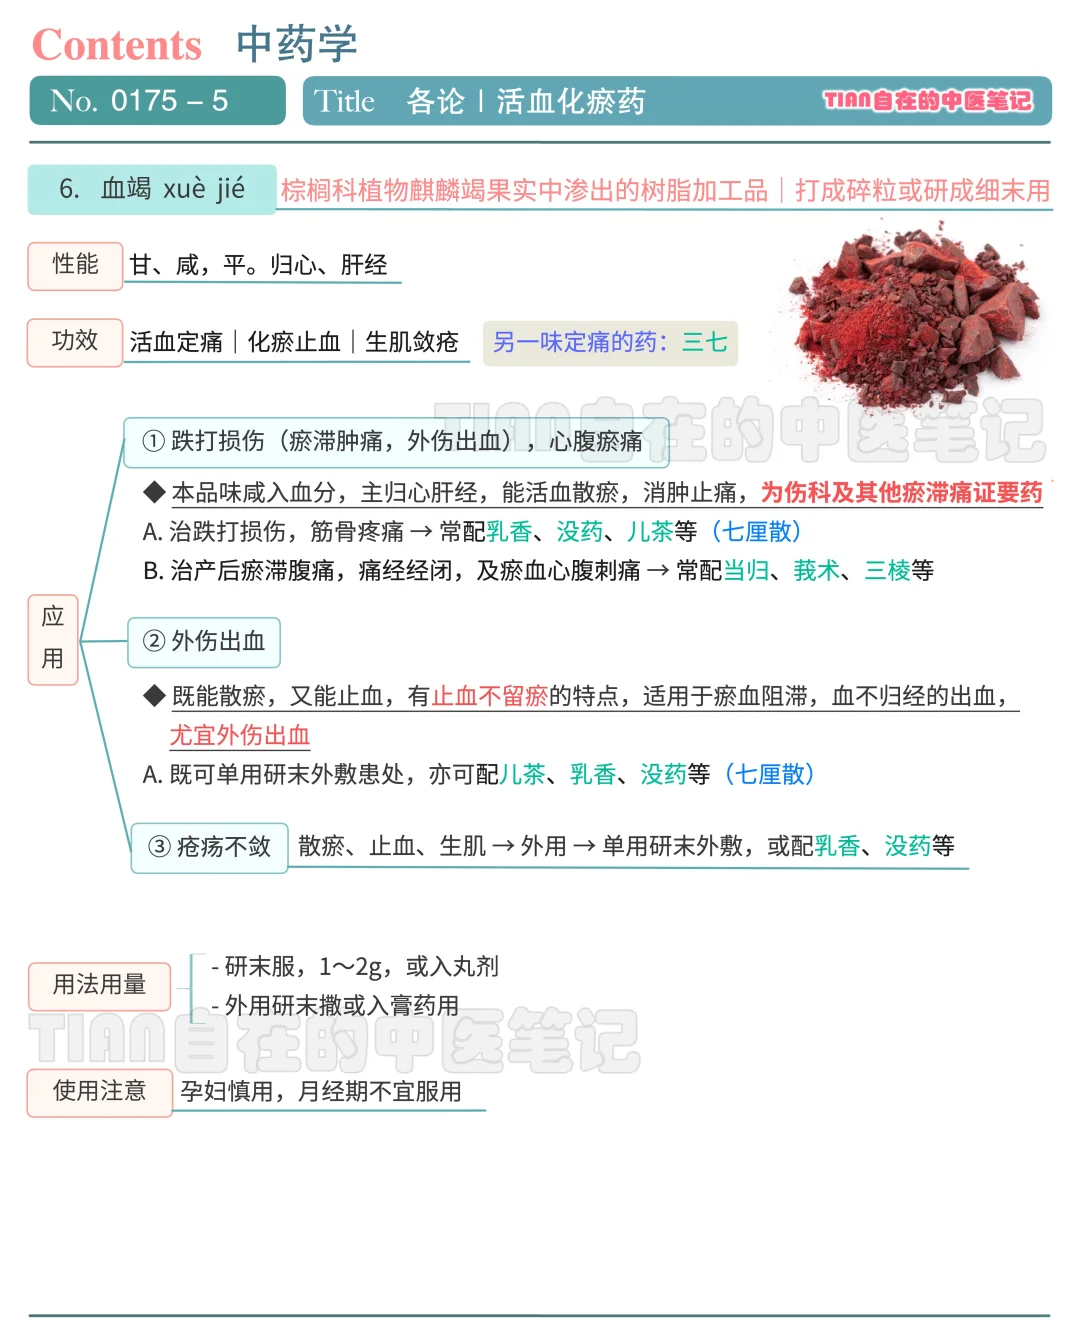 Contents 中药学
No. 0175 – 5 Title 各论 | 活血化瘀药 TIAN自在的中医笔记
6. 血竭 xuè jié 棕榈科植物麒麟竭果实中渗出的树脂加工品｜打成碎粒或研成细末用
性能 甘、咸，平。归心、肝经
功效 活血定痛｜化瘀止血｜生肌敛疮 另一味定痛的药：三七
TIAN自在的中医笔记
① 跌打损伤（瘀滞肿痛，外伤出血），心腹瘀痛
◆ 本品味咸入血分，主归心肝经，能活血散瘀，消肿止痛，为伤科及其他瘀滞痛证要药
A. 治跌打损伤，筋骨疼痛 → 常配乳香、没药、儿茶等（七厘散）
B. 治产后瘀滞腹痛，痛经经闭，及瘀血心腹刺痛 → 常配当归、莪术、三棱等
应
用
② 外伤出血
◆ 既能散瘀，又能止血，有止血不留瘀的特点，适用于瘀血阻滞，血不归经的出血，
尤宜外伤出血
A. 既可单用研末外敷患处，亦可配儿茶、乳香、没药等（七厘散）
③ 疮疡不敛 散瘀、止血、生肌 → 外用 → 单用研末外敷，或配乳香、没药等
用法用量
- 研末服，1～2g，或入丸剂
- 外用研末撒或入膏药用
TIAN自在的中医笔记
使用注意 孕妇慎用，月经期不宜服用